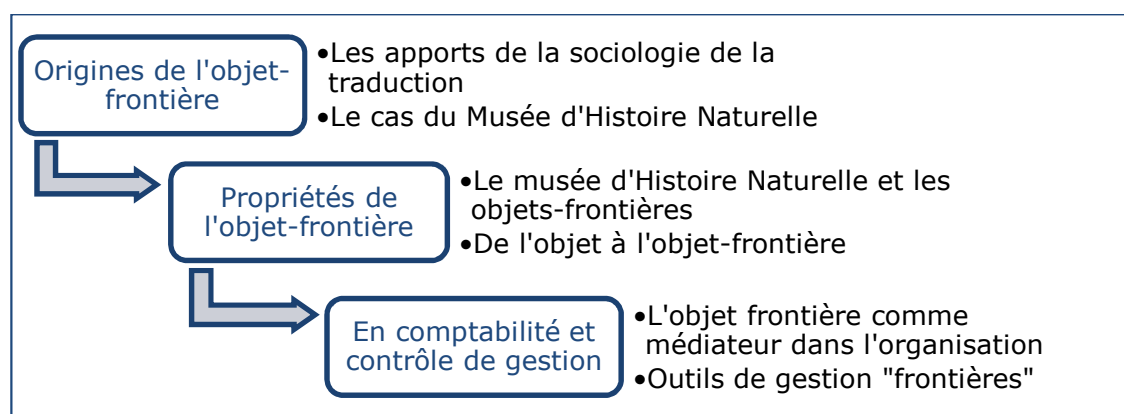 Origines de l'objet-
frontière
•Les apports de la sociologie de la
traduction
•Le cas du Musée d'Histoire Naturelle
Propriétés de
l'objet-frontière
•Le musée d'Histoire Naturelle et les
objets-frontières
•De l'objet à l'objet-frontière
En comptabilité et
contrôle de gestion
•L'objet frontière comme
médiateur dans l'organisation
•Outils de gestion "frontières"